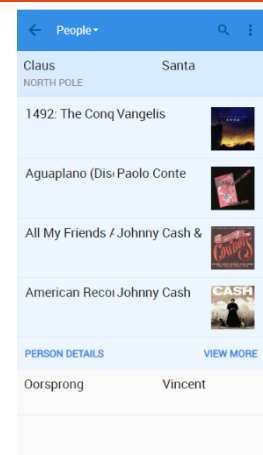 People
Claus Santa
NORTH POLE
1492: The Conq Vangelis
Aguaplano (Dis Paolo Conte
All My Friends A Johnny Cash &
American Recor Johnny Cash
CASH
PERSON DETAILS VIEW MORE
Oorsprong Vincent